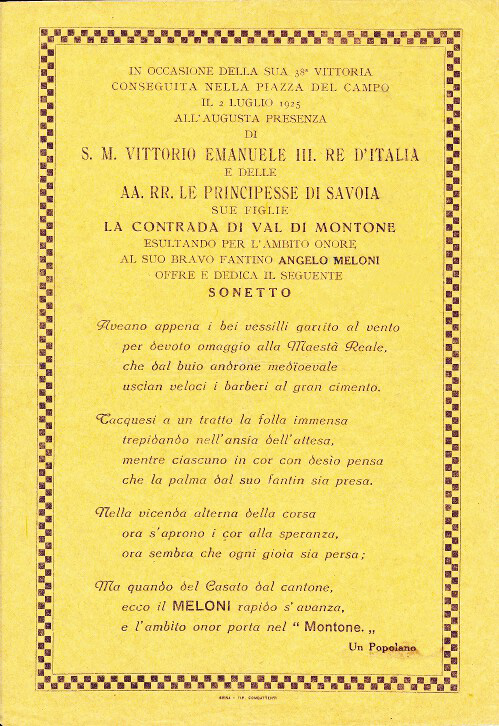 IN OCCASIONE DELLA SUA 38ª VITTORIA
CONSEGUITA NELLA PIAZZA DEL CAMPO
IL 2 LUGLIO 1925
ALL'AUGUSTA PRESENZA
DI
S. M. VITTORIO EMANUELE III. RE D'ITALIA
E DELLE
AA. RR. LE PRINCIPESSE DI SAVOIA
SUE FIGLIE
LA CONTRADA DI VAL DI MONTONE
ESULTANDO PER L'AMBITO ONORE
AL SUO BRAVO FANTINO ANGELO MELONI
OFFRE E DEDICA IL SEGUENTE
SONETTO
Aveano appena i bei vessilli garrito al vento
per devoto omaggio alla Maestà Reale,
che dal buio androne medioevale
uscian veloci i barberi al gran cimento.
Tacquesi a un tratto la folla immensa
trepidando nell'ansia dell'attesa,
mentre ciascuno in cor con desio pensa
che la palma dal suo fantin sia presa.
Nella vicenda alterna della corsa
ora s'aprono i cor alla speranza,
ora sembra che ogni gioia sia persa;
Ma quando del Casato dal cantone,
ecco il MELONI rapido s'avanza,
e l'ambito onor porta nel " Montone. „
Un Popolano
SIENA - TIP. COMBATTENTI